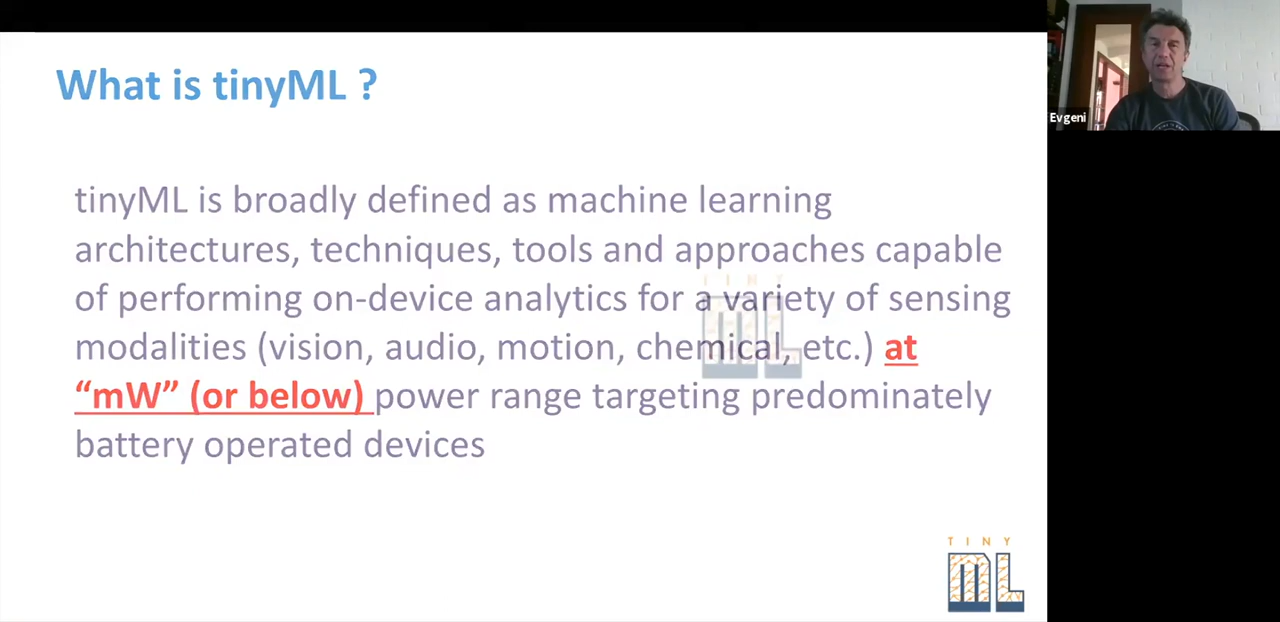 What is tinyML ?
Evgeni
tinyML is broadly defined as machine learning
architectures, techniques, tools and approaches capable
of performing on-device analytics for a variety of sensing
modalities (vision, audio, motion, chemical, etc.) at
“mW” (or below) power range targeting predominately
battery operated devices
TINY
ML
TINY
ML